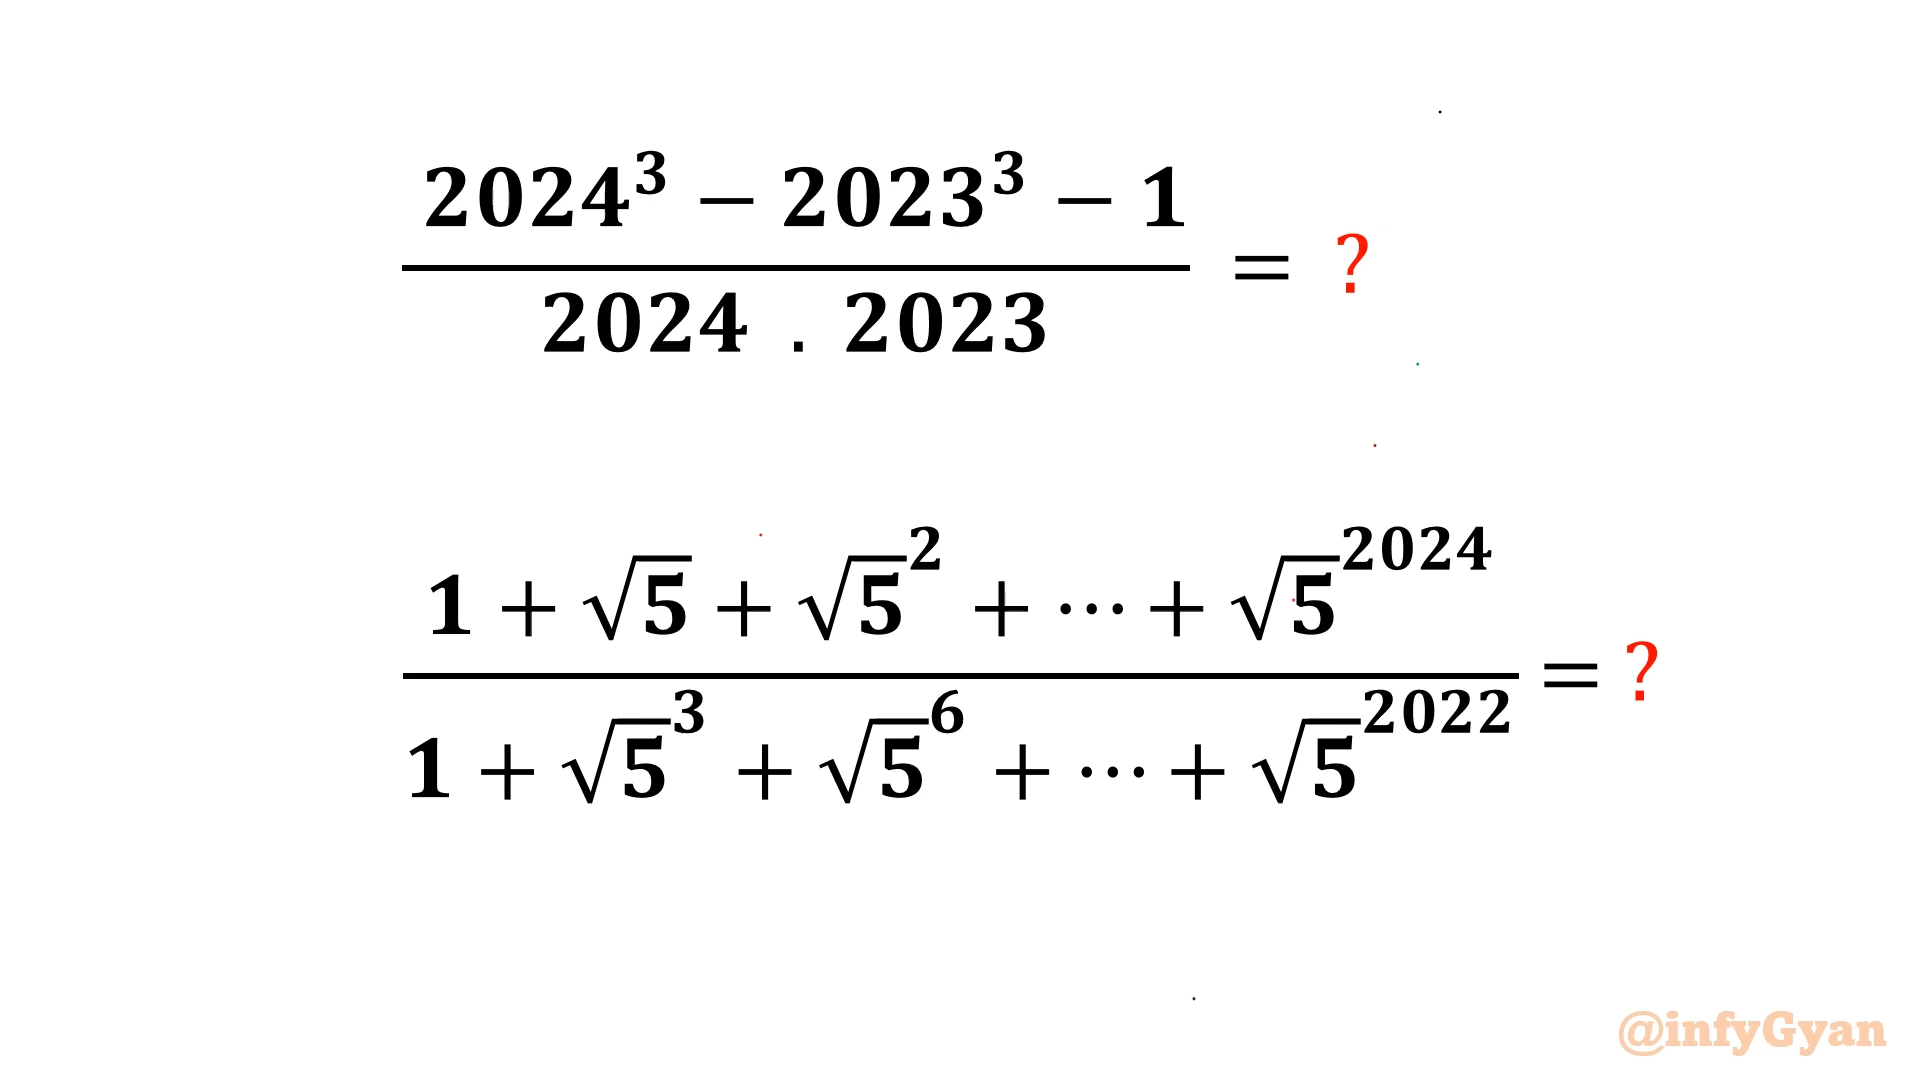 2024³ − 2023³ − 1
2024 . 2023
= ?
1 + √5 + √5² + ⋯ + √5²⁰²⁴
1 + √5³ + √5⁶ + ⋯ + √5²⁰²²
= ?
@infyGyan